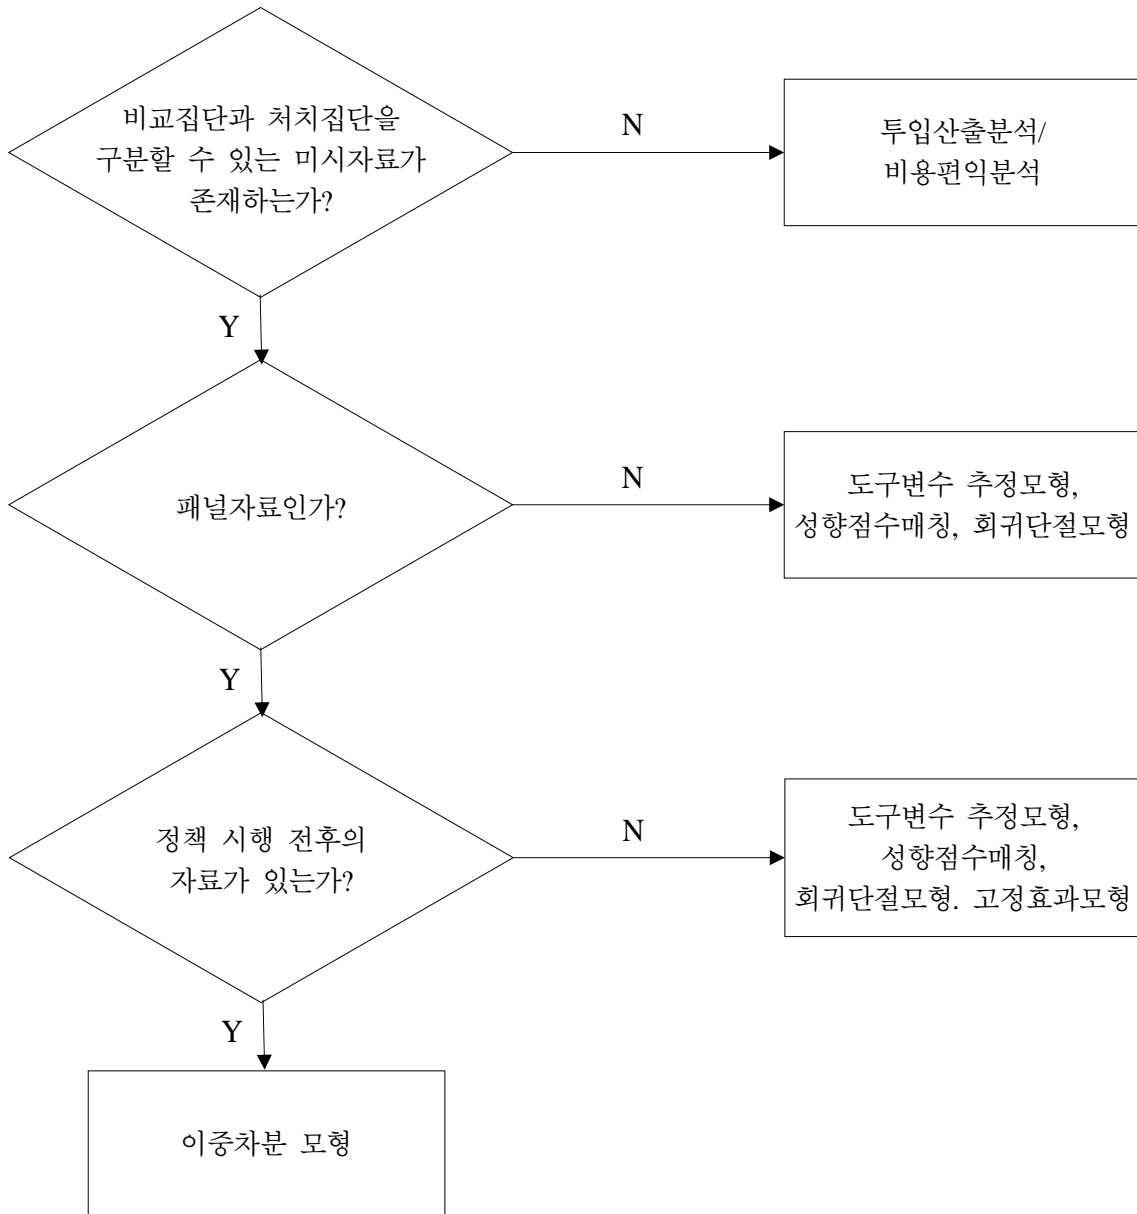 비교집단과 처치집단을
구분할 수 있는 미시자료가
존재하는가?
N
투입산출분석/
비용편익분석
Y
패널자료인가?
N
도구변수 추정모형,
성향점수매칭, 회귀단절모형
Y
정책 시행 전후의
자료가 있는가?
N
도구변수 추정모형,
성향점수매칭,
회귀단절모형. 고정효과모형
Y
이중차분 모형